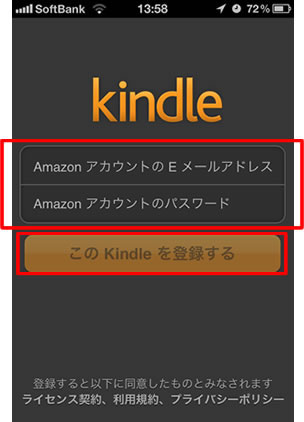 SoftBank 13:58 72%
kindle
Amazon アカウントの E メールアドレス
Amazon アカウントのパスワード
この Kindle を登録する
登録すると以下に同意したものとみなされます
ライセンス契約、利用規約、プライバシーポリシー